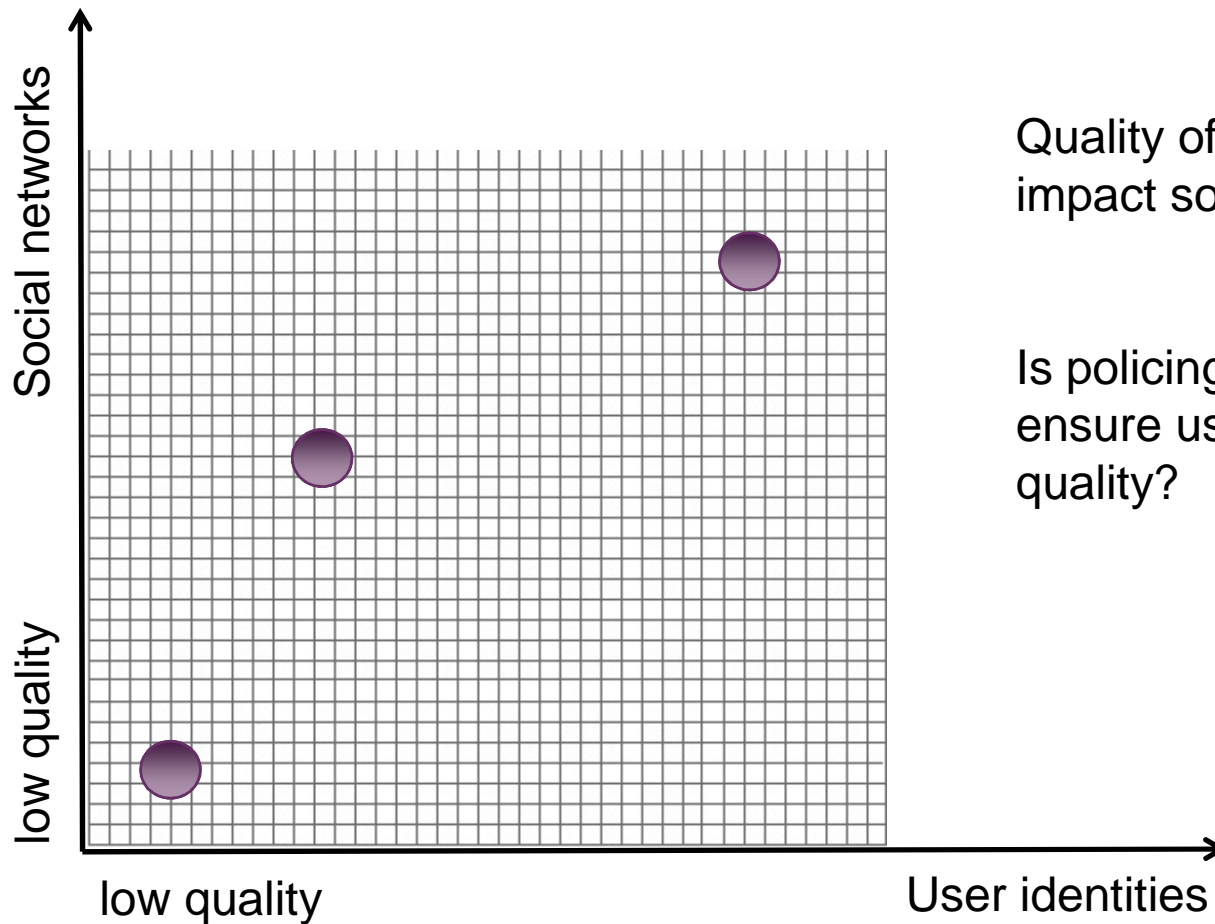 Social networks
low quality
low quality
User identities
Quality of
impact so
Is policing
ensure us
quality?